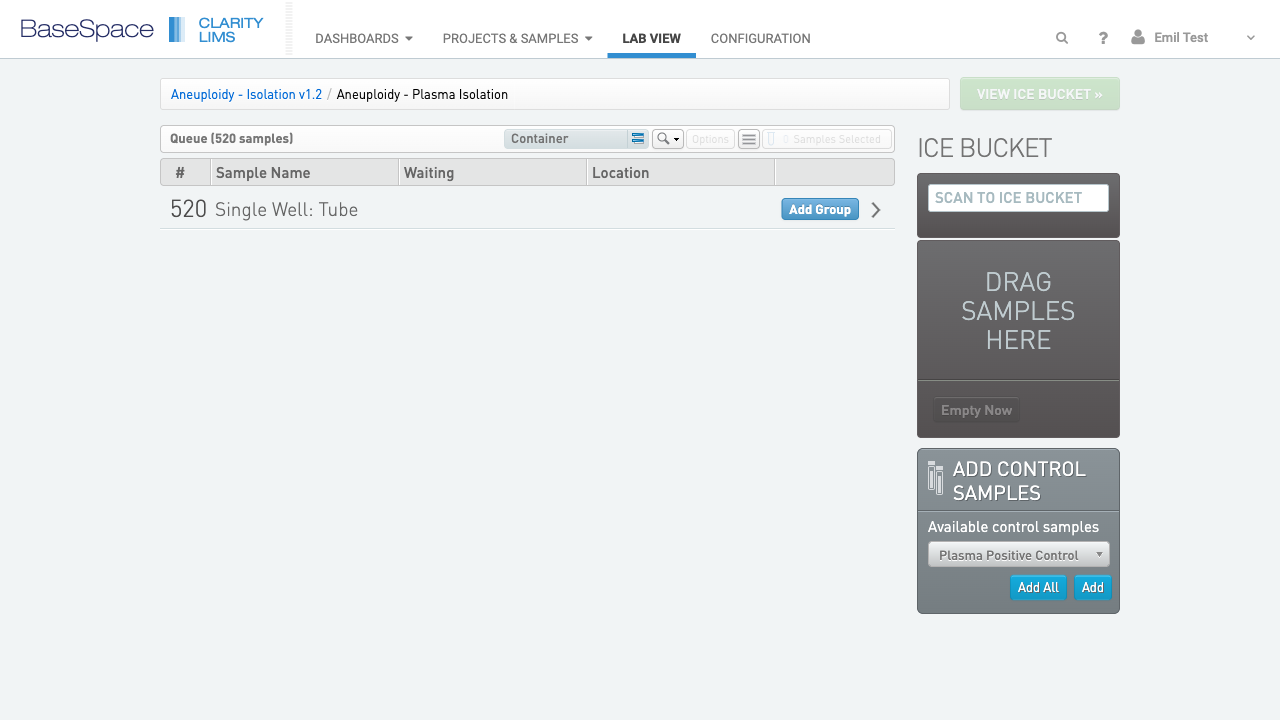 BaseSpace CLARITY LIMS
DASHBOARDS PROJECTS & SAMPLES LAB VIEW CONFIGURATION ? Emil Test
Aneuploidy - Isolation v1.2 / Aneuploidy - Plasma Isolation
VIEW ICE BUCKET »
Queue (520 samples) Container Options 0 Samples Selected
# Sample Name Waiting Location
520 Single Well: Tube Add Group
ICE BUCKET
SCAN TO ICE BUCKET
DRAG
SAMPLES
HERE
Empty Now
ADD CONTROL
SAMPLES
Available control samples
Plasma Positive Control
Add All Add